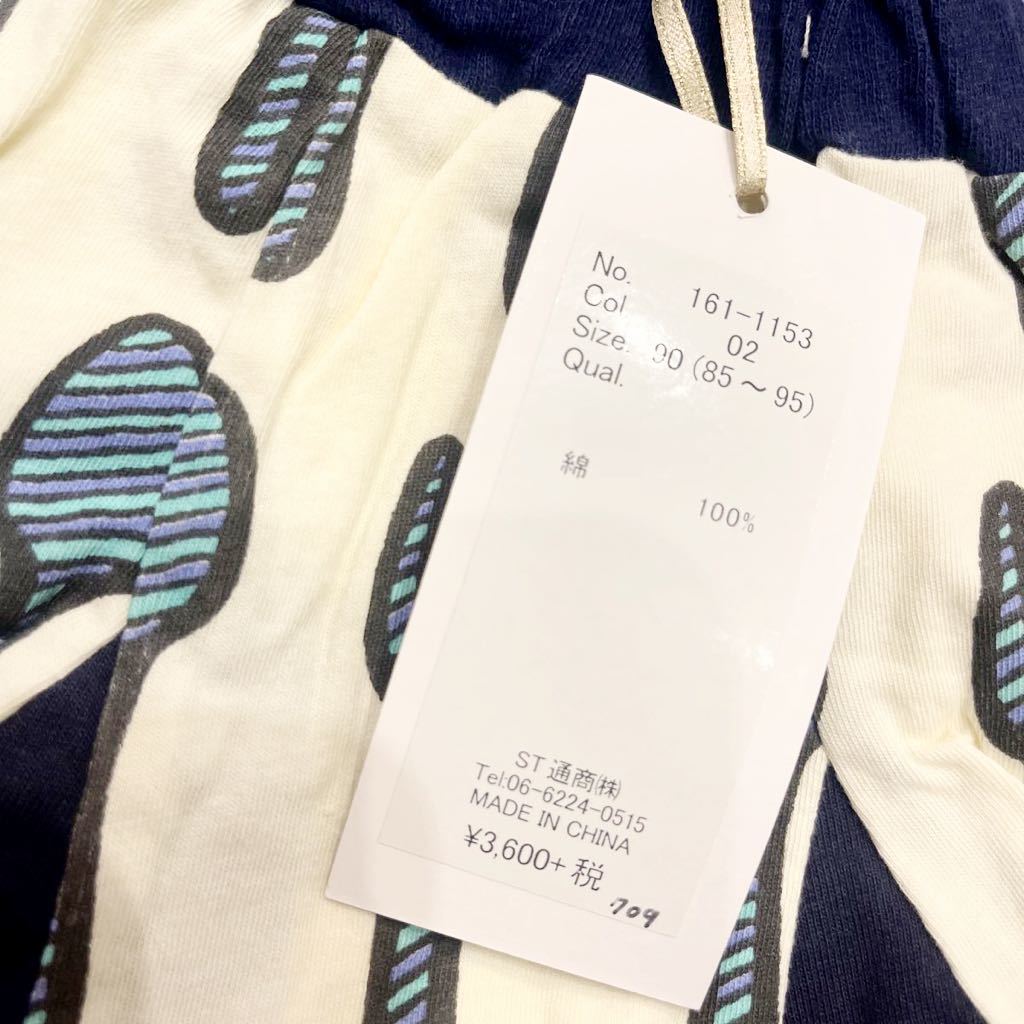 No. 161-1153
Col 02
Size. 90 (85～95)
Qual.
綿
100%
ST通商㈱
Tel:06-6224-0515
MADE IN CHINA
¥3,600+税
.709